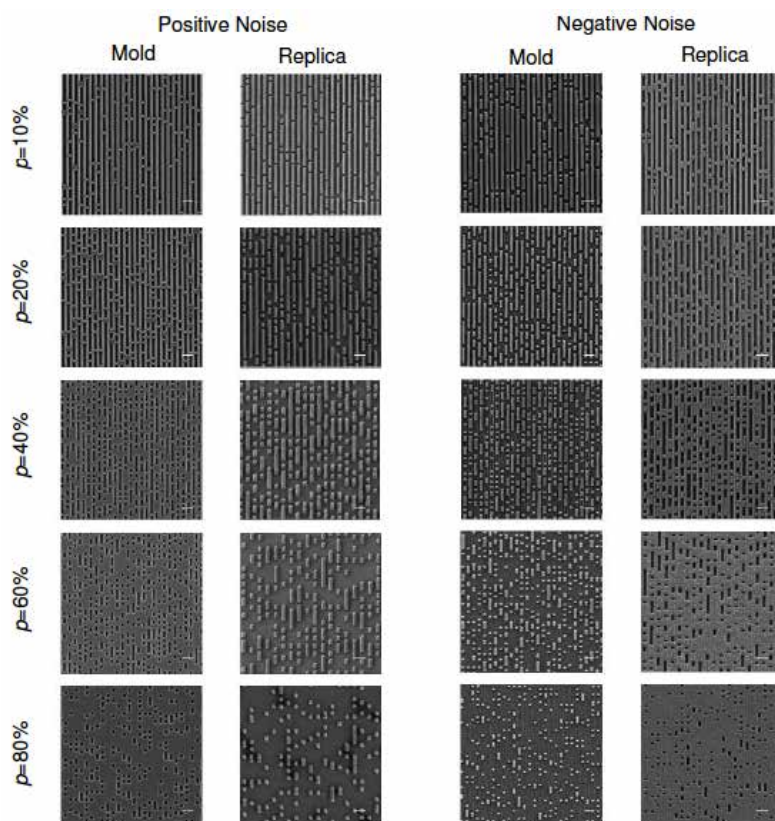 Positive Noise Negative Noise
Mold Replica Mold Replica
p=10%
p=20%
p=40%
p=60%
p=80%